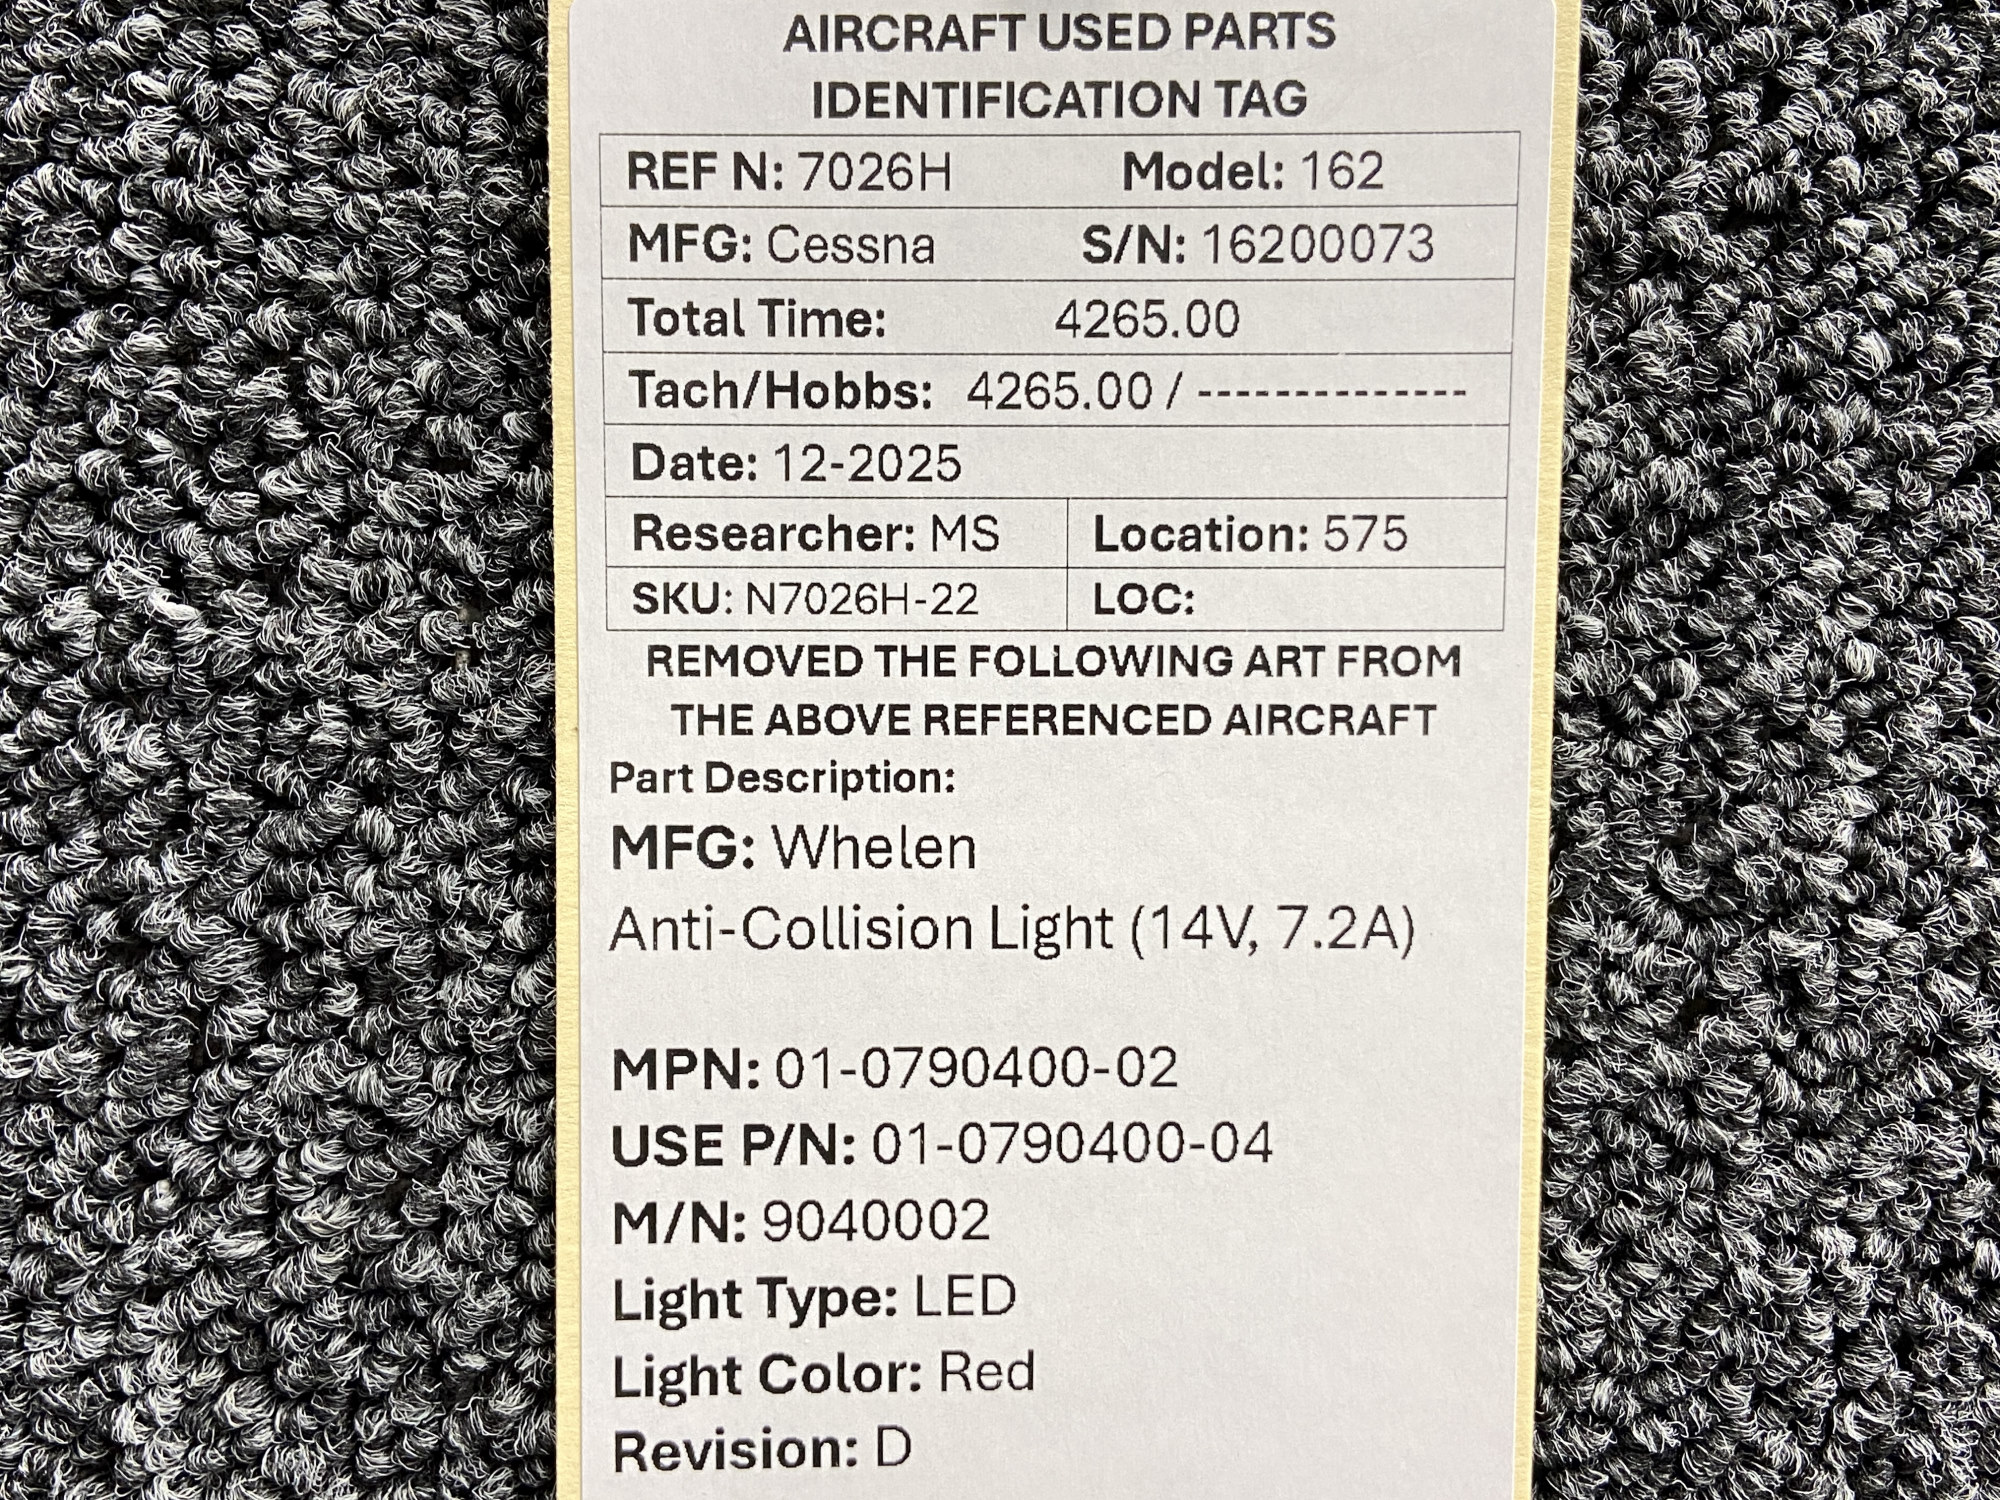 AIRCRAFT USED PARTS
IDENTIFICATION TAG
REF N: 7026H Model: 162
MFG: Cessna S/N: 16200073
Total Time: 4265.00
Tach/Hobbs: 4265.00 / --------------
Date: 12-2025
Researcher: MS Location: 575
SKU: N7026H-22 LOC:
REMOVED THE FOLLOWING ART FROM
THE ABOVE REFERENCED AIRCRAFT
Part Description:
MFG: Whelen
Anti-Collision Light (14V, 7.2A)
MPN: 01-0790400-02
USE P/N: 01-0790400-04
M/N: 9040002
Light Type: LED
Light Color: Red
Revision: D